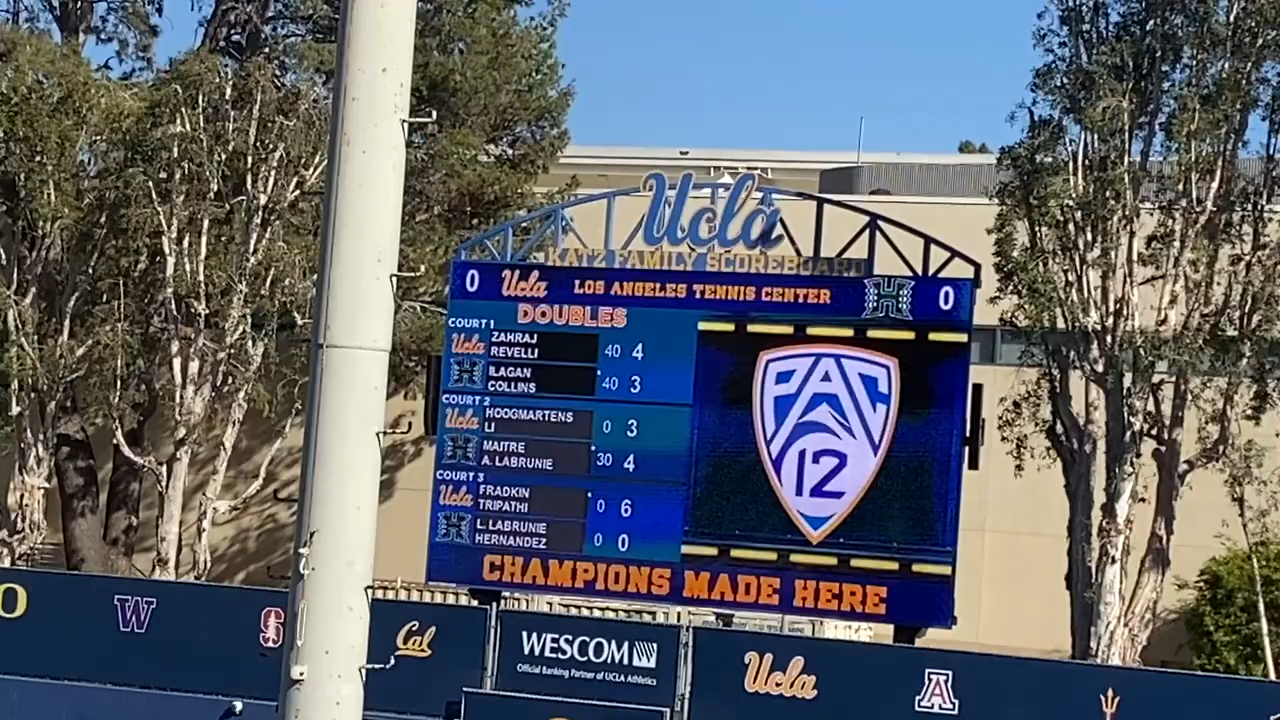 Ucla
KATZ FAMILY SCOREBOARD
0 Ucla LOS ANGELES TENNIS CENTER H 0
DOUBLES
COURT 1
Ucla ZAHRAJ REVELLI 40 4
H ILAGAN COLLINS 40 3
COURT 2
Ucla HOOGMARTENS LI 0 3
H MAITRE A. LABRUNIE 30 4
COURT 3
Ucla FRADKIN TRIPATHI 0 6
H L. LABRUNIE HERNANDEZ 0 0
PAC
12
CHAMPIONS MADE HERE
O W S Cal
WESCOM
Official Banking Partner of UCLA Athletics
Ucla A